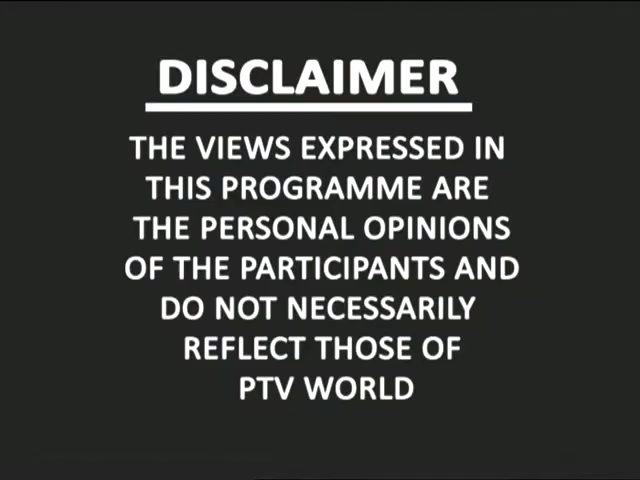 DISCLAIMER
THE VIEWS EXPRESSED IN
THIS PROGRAMME ARE
THE PERSONAL OPINIONS
OF THE PARTICIPANTS AND
DO NOT NECESSARILY
REFLECT THOSE OF
PTV WORLD